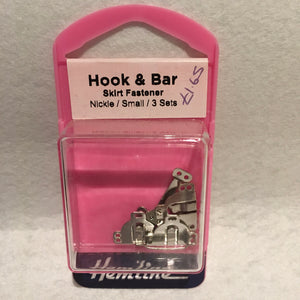 Hook & Bar
Skirt Fastener
Nickle / Small / 3 Sets
£1.65
Hemline